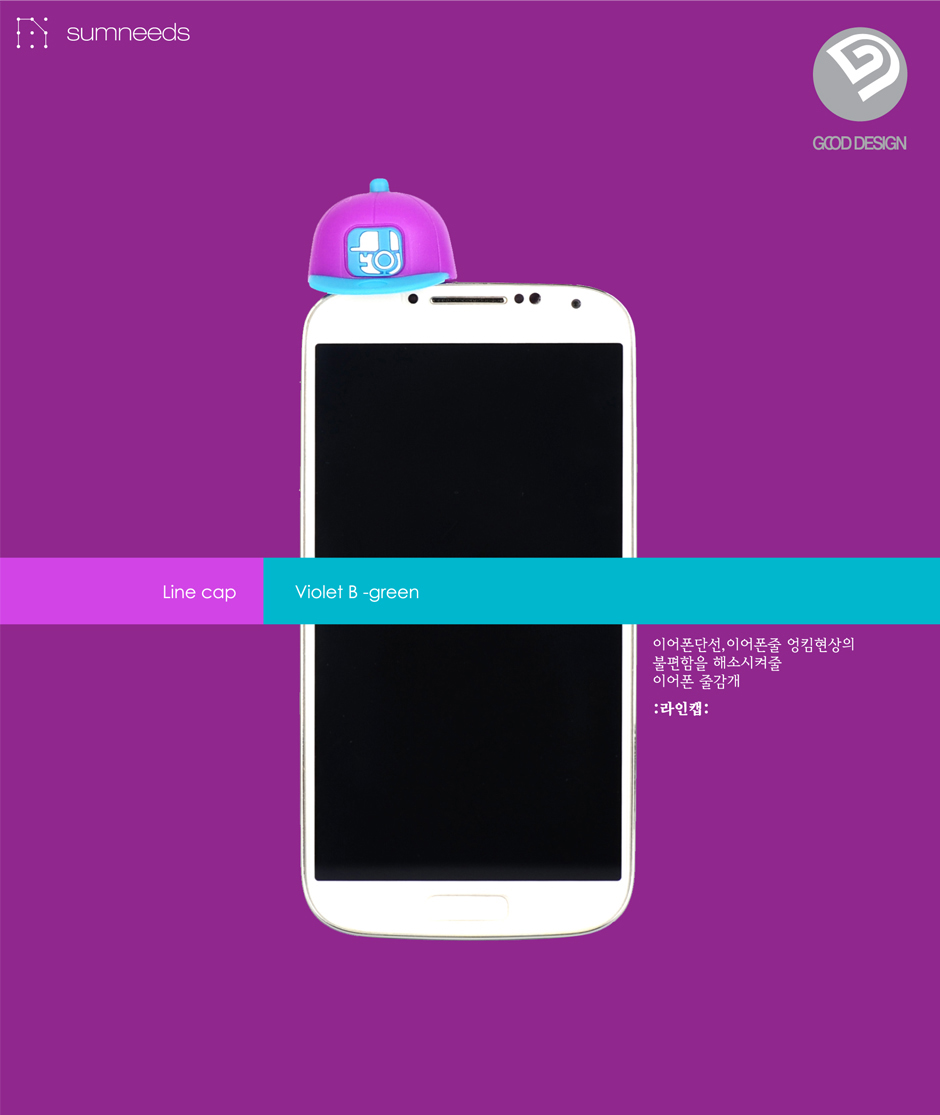 sumneeds
GOOD DESIGN
Line cap
Violet B -green
이어폰단선,이어폰줄 엉킴현상의
불편함을 해소시켜줄
이어폰 줄감개
:라인캡: